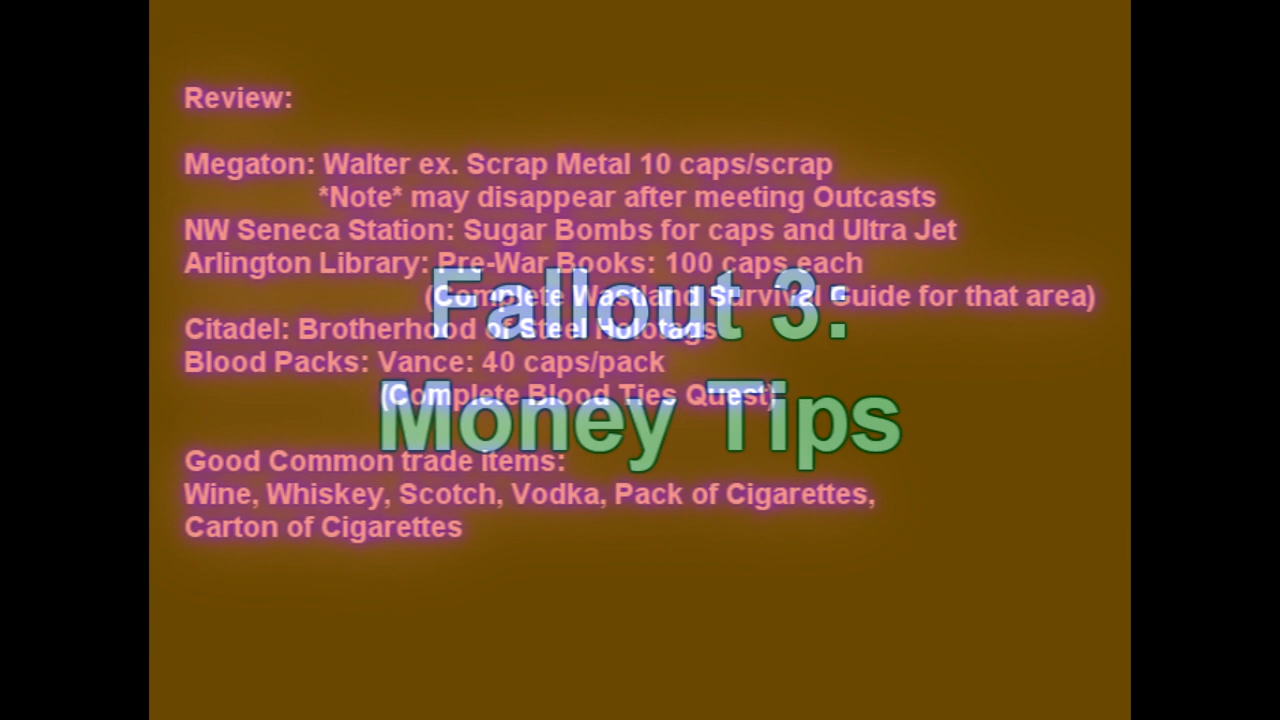 Review:
Megaton: Walter ex. Scrap Metal 10 caps/scrap
*Note* may disappear after meeting Outcasts
NW Seneca Station: Sugar Bombs for caps and Ultra Jet
Arlington Library: Pre-War Books: 100 caps each
(Complete Wastland Survival Guide for that area)
Citadel: Brotherhood of Steel Holotags
Blood Packs: Vance: 40 caps/pack
(Complete Blood Ties Quest)
Good Common trade items:
Wine, Whiskey, Scotch, Vodka, Pack of Cigarettes,
Carton of Cigarettes
Fallout 3:
Money Tips